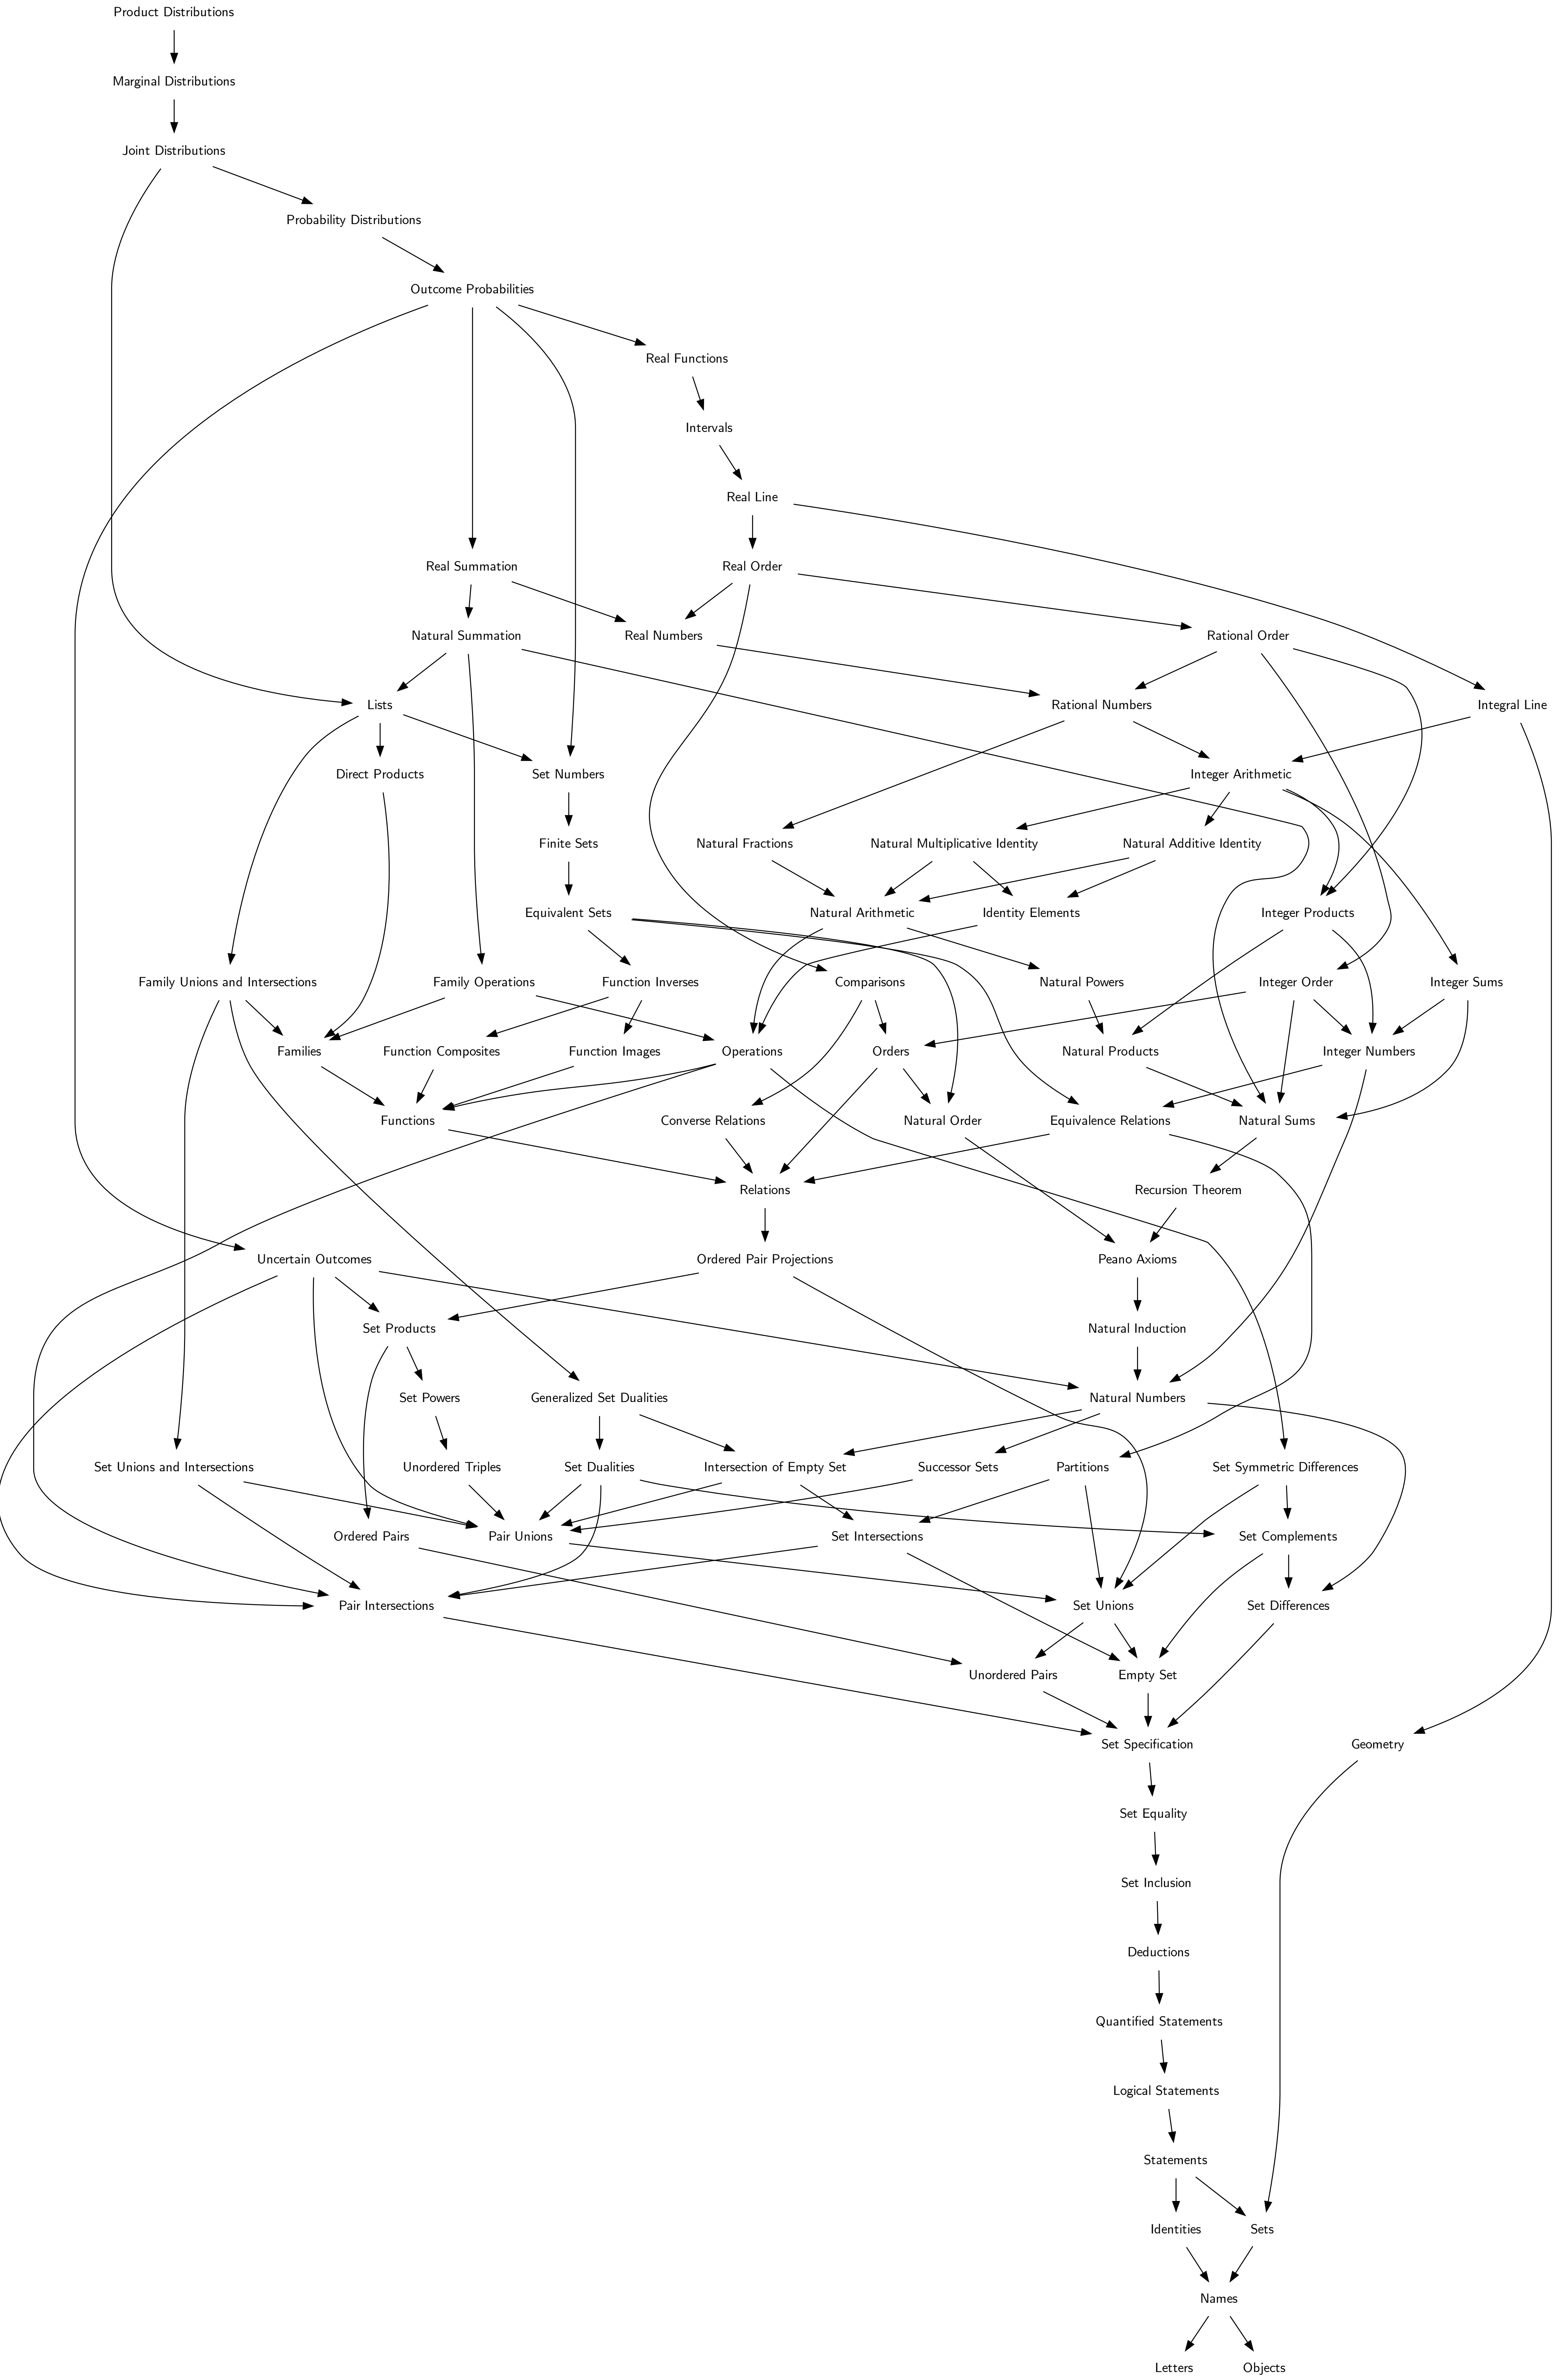 Product Distributions
Marginal Distributions
Joint Distributions
Probability Distributions
Outcome Probabilities
Real Functions
Intervals
Real Line
Real Summation
Real Order
Natural Summation
Real Numbers
Rational Order
Lists
Rational Numbers
Integral Line
Direct Products
Set Numbers
Integer Arithmetic
Finite Sets
Natural Fractions
Natural Multiplicative Identity
Natural Additive Identity
Equivalent Sets
Natural Arithmetic
Identity Elements
Integer Products
Family Unions and Intersections
Family Operations
Function Inverses
Comparisons
Natural Powers
Integer Order
Integer Sums
Families
Function Composites
Function Images
Operations
Orders
Natural Products
Integer Numbers
Functions
Converse Relations
Natural Order
Equivalence Relations
Natural Sums
Relations
Recursion Theorem
Uncertain Outcomes
Ordered Pair Projections
Peano Axioms
Set Products
Natural Induction
Set Powers
Generalized Set Dualities
Natural Numbers
Set Unions and Intersections
Unordered Triples
Set Dualities
Intersection of Empty Set
Successor Sets
Partitions
Set Symmetric Differences
Ordered Pairs
Pair Unions
Set Intersections
Set Complements
Pair Intersections
Set Unions
Set Differences
Unordered Pairs
Empty Set
Set Specification
Geometry
Set Equality
Set Inclusion
Deductions
Quantified Statements
Logical Statements
Statements
Identities
Sets
Names
Letters
Objects